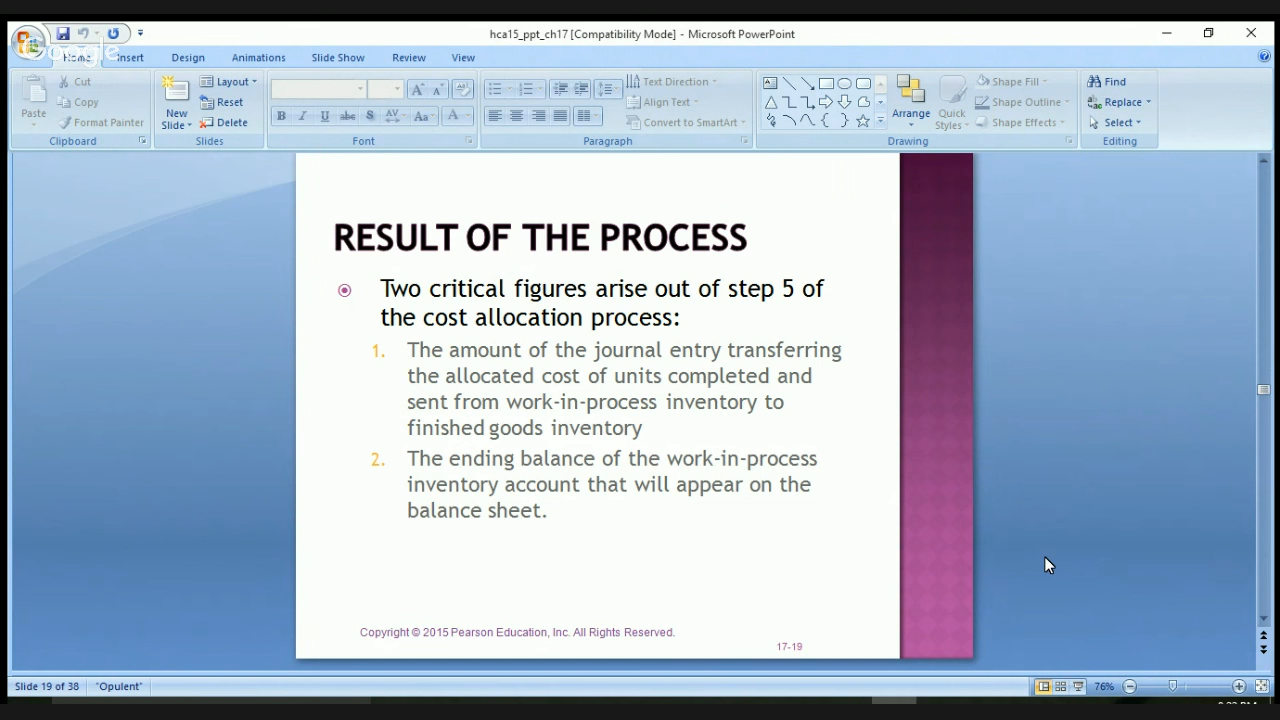 hca15_ppt_ch17 [Compatibility Mode] - Microsoft PowerPoint
Google
Home Insert Design Animations Slide Show Review View
Paste
Cut
Copy
Format Painter
Clipboard
New Slide
Layout
Reset
Delete
Slides
B I U abc S AV Aa A
Font
Text Direction
Align Text
Convert to SmartArt
Paragraph
Arrange
Quick Styles
Shape Fill
Shape Outline
Shape Effects
Drawing
Find
Replace
Select
Editing
RESULT OF THE PROCESS
Two critical figures arise out of step 5 of
the cost allocation process:
1. The amount of the journal entry transferring
the allocated cost of units completed and
sent from work-in-process inventory to
finished goods inventory
2. The ending balance of the work-in-process
inventory account that will appear on the
balance sheet.
Copyright © 2015 Pearson Education, Inc. All Rights Reserved.
17-19
Slide 19 of 38 "Opulent" 76%